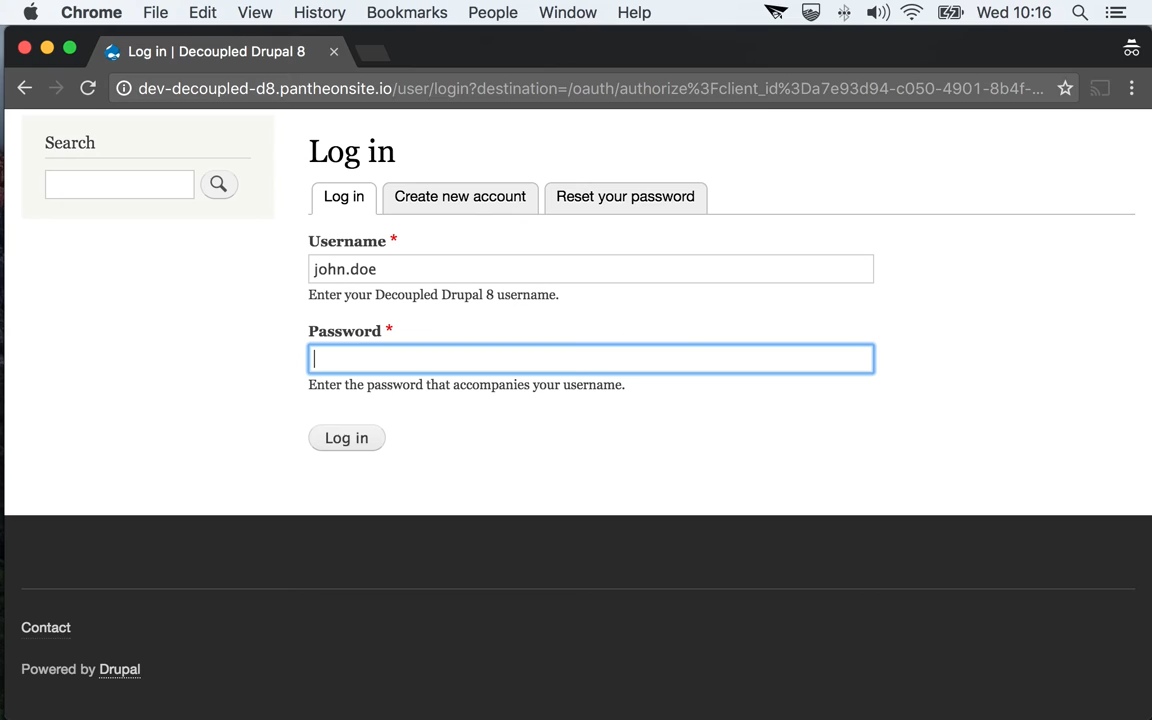 Chrome File Edit View History Bookmarks People Window Help Wed 10:16
Log in | Decoupled Drupal 8
dev-decoupled-d8.pantheonsite.io/user/login?destination=/oauth/authorize%3Fclient_id%3Da7e93d94-c050-4901-8b4f-...
Search
Log in
Log in Create new account Reset your password
Username *
john.doe
Enter your Decoupled Drupal 8 username.
Password *
Enter the password that accompanies your username.
Log in
Contact
Powered by Drupal